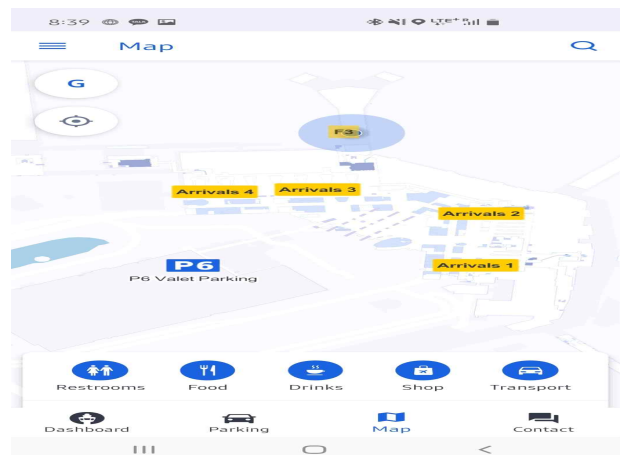 8:39
LTE+
Map
G
F3
Arrivals 4
Arrivals 3
Arrivals 2
P6
P6 Valet Parking
Arrivals 1
Restrooms
Food
Drinks
Shop
Transport
Dashboard
Parking
Map
Contact